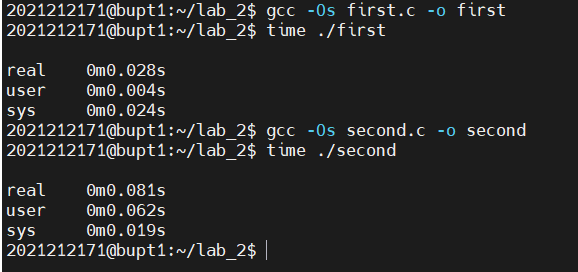 2021212171@bupt1:~/lab_2$ gcc -Os first.c -o first
2021212171@bupt1:~/lab_2$ time ./first
real    0m0.028s
user    0m0.004s
sys     0m0.024s
2021212171@bupt1:~/lab_2$ gcc -Os second.c -o second
2021212171@bupt1:~/lab_2$ time ./second
real    0m0.081s
user    0m0.062s
sys     0m0.019s
2021212171@bupt1:~/lab_2$